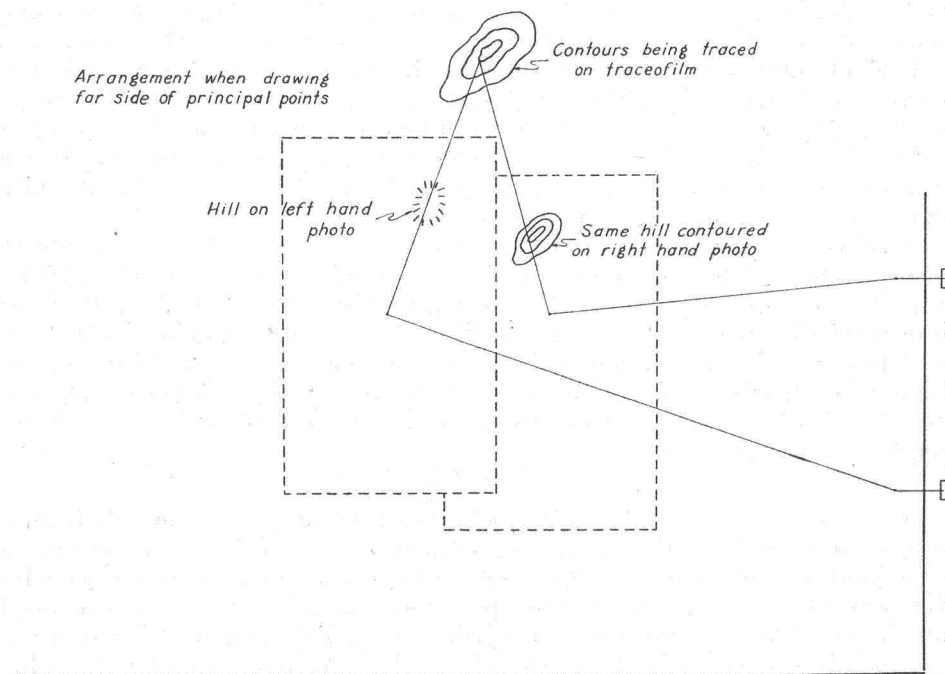 Contours being traced
on traceofilm
Arrangement when drawing
far side of principal points
Hill on left hand
photo
Same hill contoured
on right hand photo